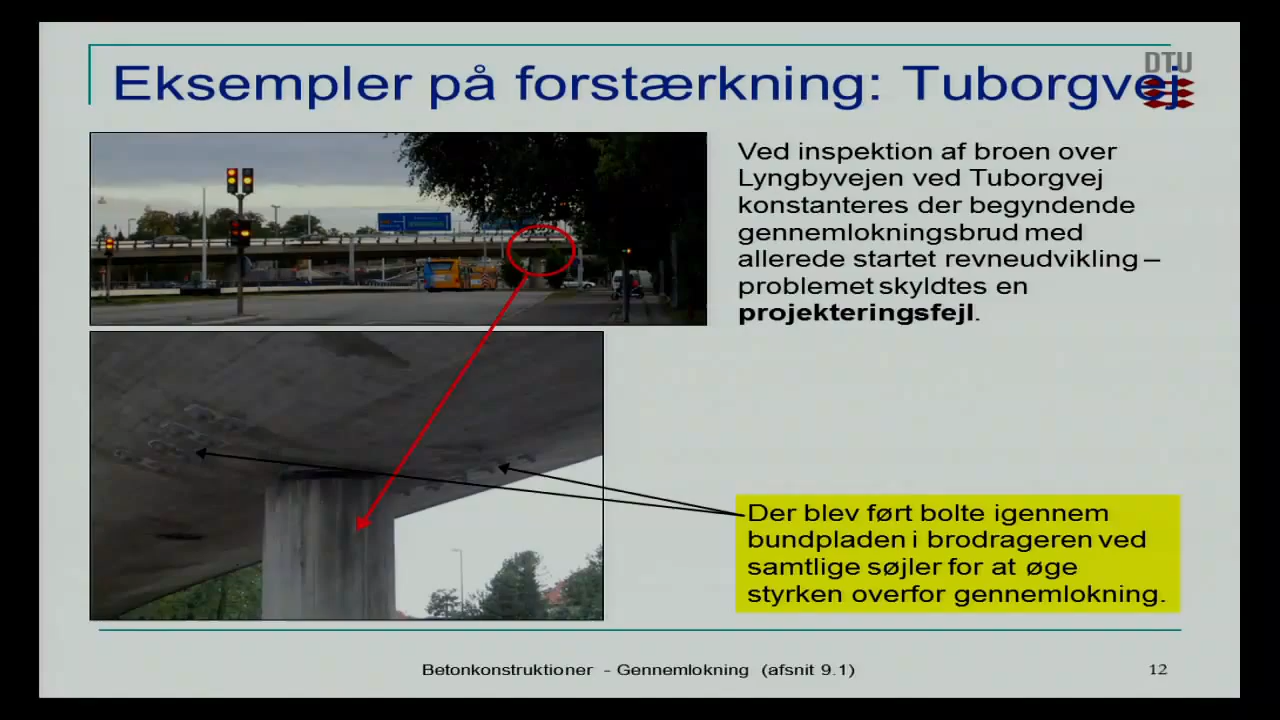 Eksempler på forstærkning: Tuborgvej
DTU
Ved inspektion af broen over
Lyngbyvejen ved Tuborgvej
konstanteres der begyndende
gennemlokningsbrud med
allerede startet revneudvikling –
problemet skyldtes en
projekteringsfejl.
Der blev ført bolte igennem
bundpladen i brodrageren ved
samtlige søjler for at øge
styrken overfor gennemlokning.
Betonkonstruktioner - Gennemlokning (afsnit 9.1)
12